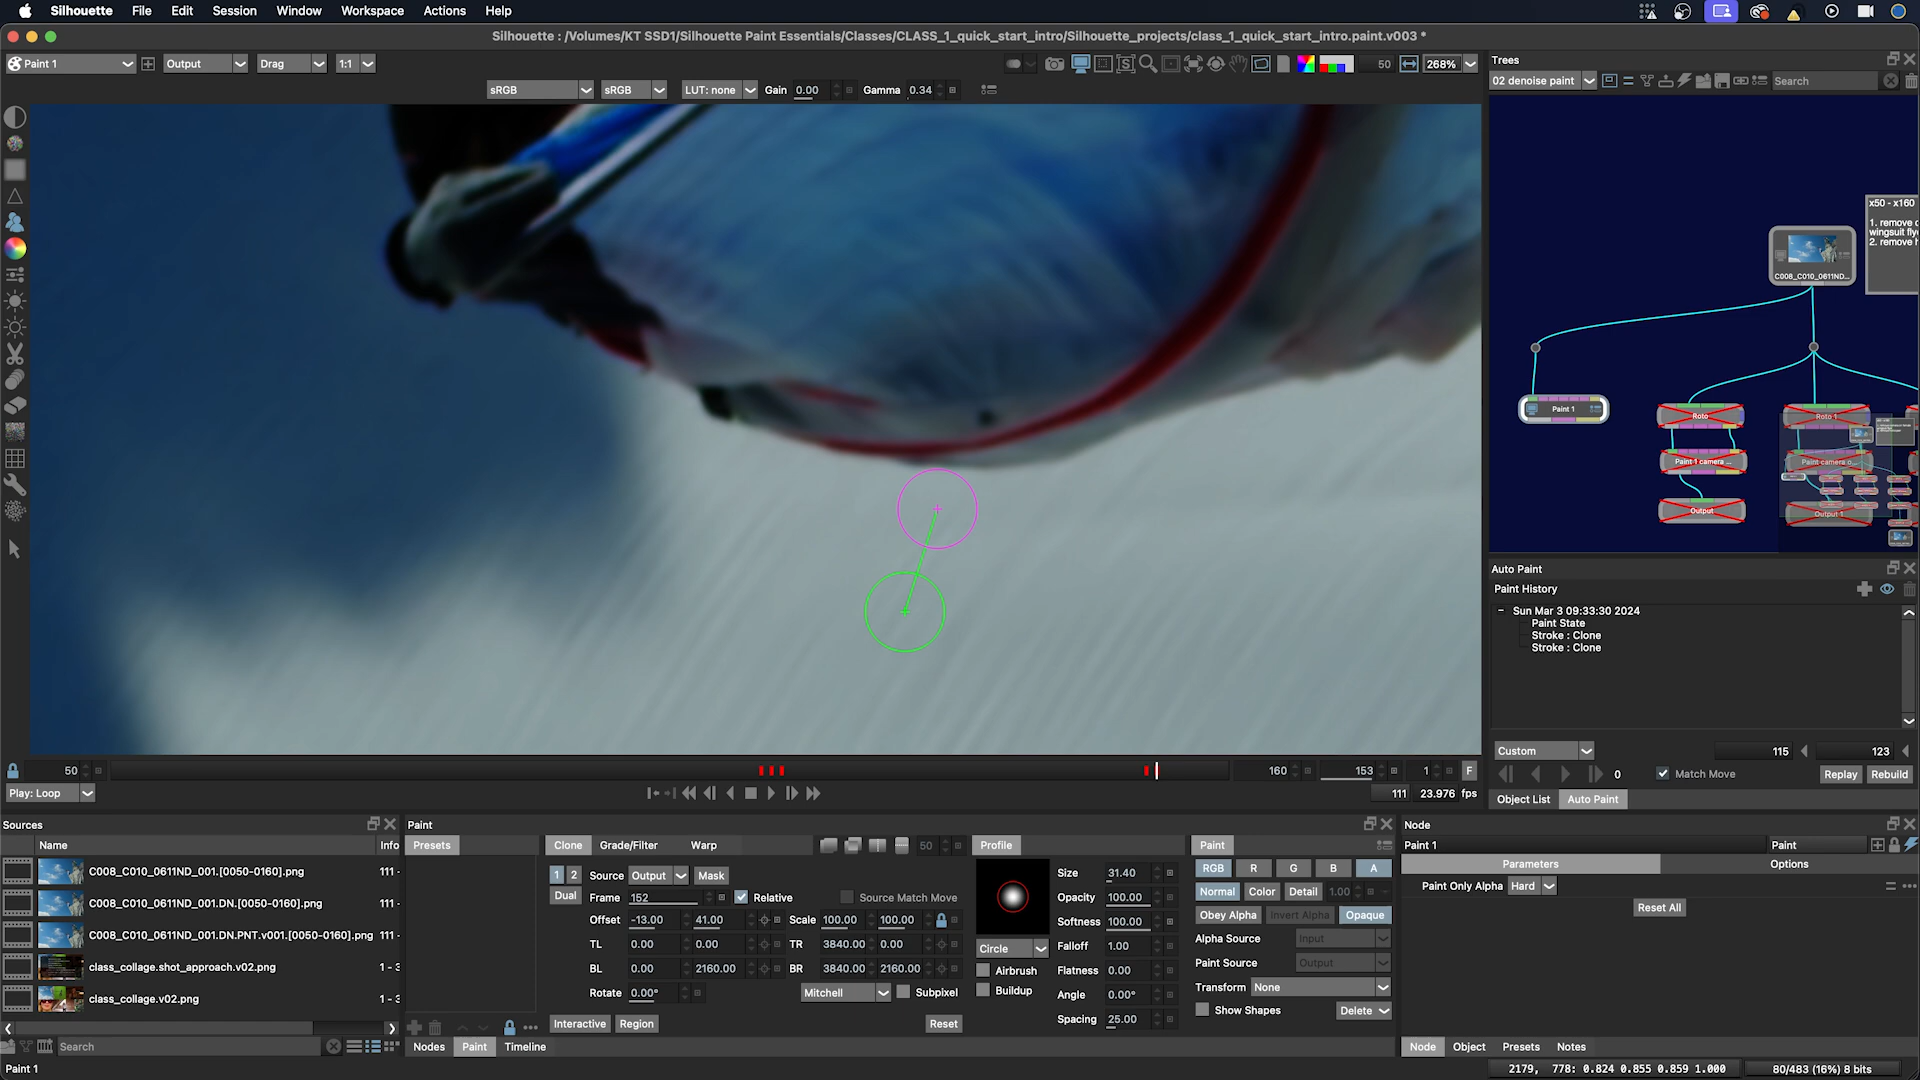 Silhouette File Edit Session Window Workspace Actions Help
Silhouette : /Volumes/KT SSD1/Silhouette Paint Essentials/Classes/CLASS_1_quick_start_intro/Silhouette_projects/class_1_quick_start_intro.paint.v003 *
Paint 1 Output Drag 1:1 50 268%
sRGB sRGB LUT: none Gain 0.00 Gamma 0.34
Trees
02 denoise paint Search
x50 - x160
1. remove
wingsuit
2. remove
C008_C010_0611ND...
Paint 1
Roto Roto 1
Paint 1 camera ... Paint camera o...
Output Output 1
Auto Paint
Paint History
Sun Mar 3 09:33:30 2024
Paint State
Stroke : Clone
Stroke : Clone
Custom 115 123
0 Match Move Replay Rebuild
Object List Auto Paint
50 160 153 1 F
Play: Loop 111 23.976 fps
Sources
Name Info
C008_C010_0611ND_001.[0050-0160].png 111 -
C008_C010_0611ND_001.DN.[0050-0160].png 111 -
C008_C010_0611ND_001.DN.PNT.v001.[0050-0160].png 111 -
class_collage.shot_approach.v02.png 1 - 3
class_collage.v02.png 1 - 3
Search
Paint
Presets Clone Grade/Filter Warp 50 Profile Paint
1 2 Source Output Mask
Dual Frame 152 Relative Source Match Move
Offset -13.00 41.00 Scale 100.00 100.00
TL 0.00 0.00 TR 3840.00 0.00
BL 0.00 2160.00 BR 3840.00 2160.00
Rotate 0.00° Mitchell Subpixel
Interactive Region Reset
Circle
Airbrush
Buildup
Size 31.40
Opacity 100.00
Softness 100.00
Falloff 1.00
Flatness 0.00
Angle 0.00°
Spacing 25.00
RGB R G B A
Normal Color Detail 1.00
Obey Alpha Invert Alpha Opaque
Alpha Source Input
Paint Source Output
Transform None
Show Shapes Delete
Nodes Paint Timeline
Node
Paint 1 Paint
Parameters Options
Paint Only Alpha Hard
Reset All
Node Object Presets Notes
Paint 1 2179, 778: 0.824 0.855 0.859 1.000 80/483 (16%) 8 bits